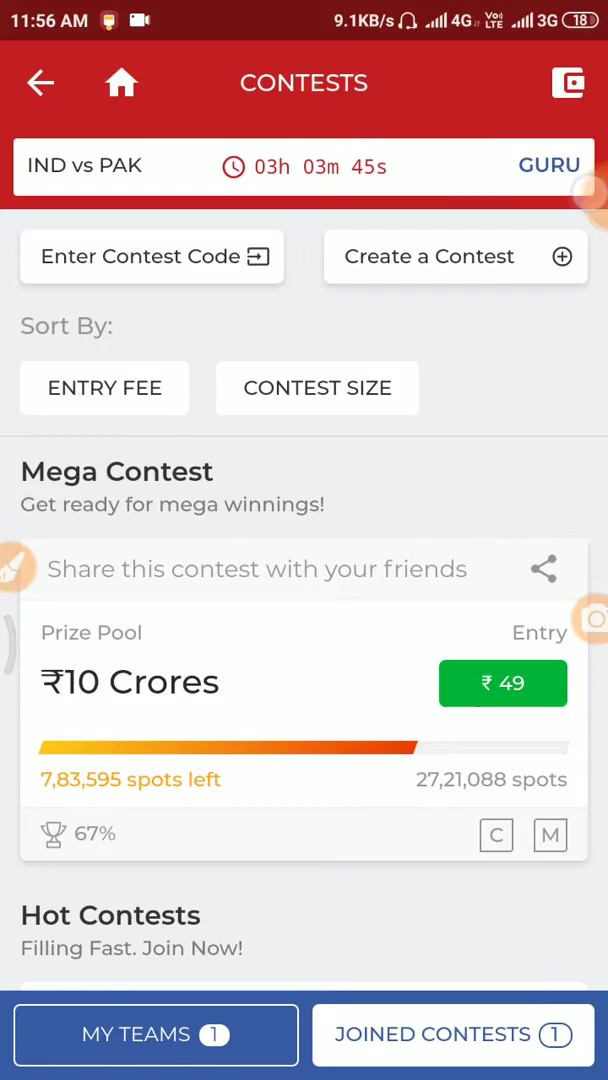 11:56 AM 9.1KB/s 4G VoI LTE 3G 18
CONTESTS
IND vs PAK 03h 03m 45s GURU
Enter Contest Code Create a Contest
Sort By:
ENTRY FEE CONTEST SIZE
Mega Contest
Get ready for mega winnings!
Share this contest with your friends
Prize Pool Entry
₹10 Crores ₹ 49
7,83,595 spots left 27,21,088 spots
67% C M
Hot Contests
Filling Fast. Join Now!
MY TEAMS 1 JOINED CONTESTS 1